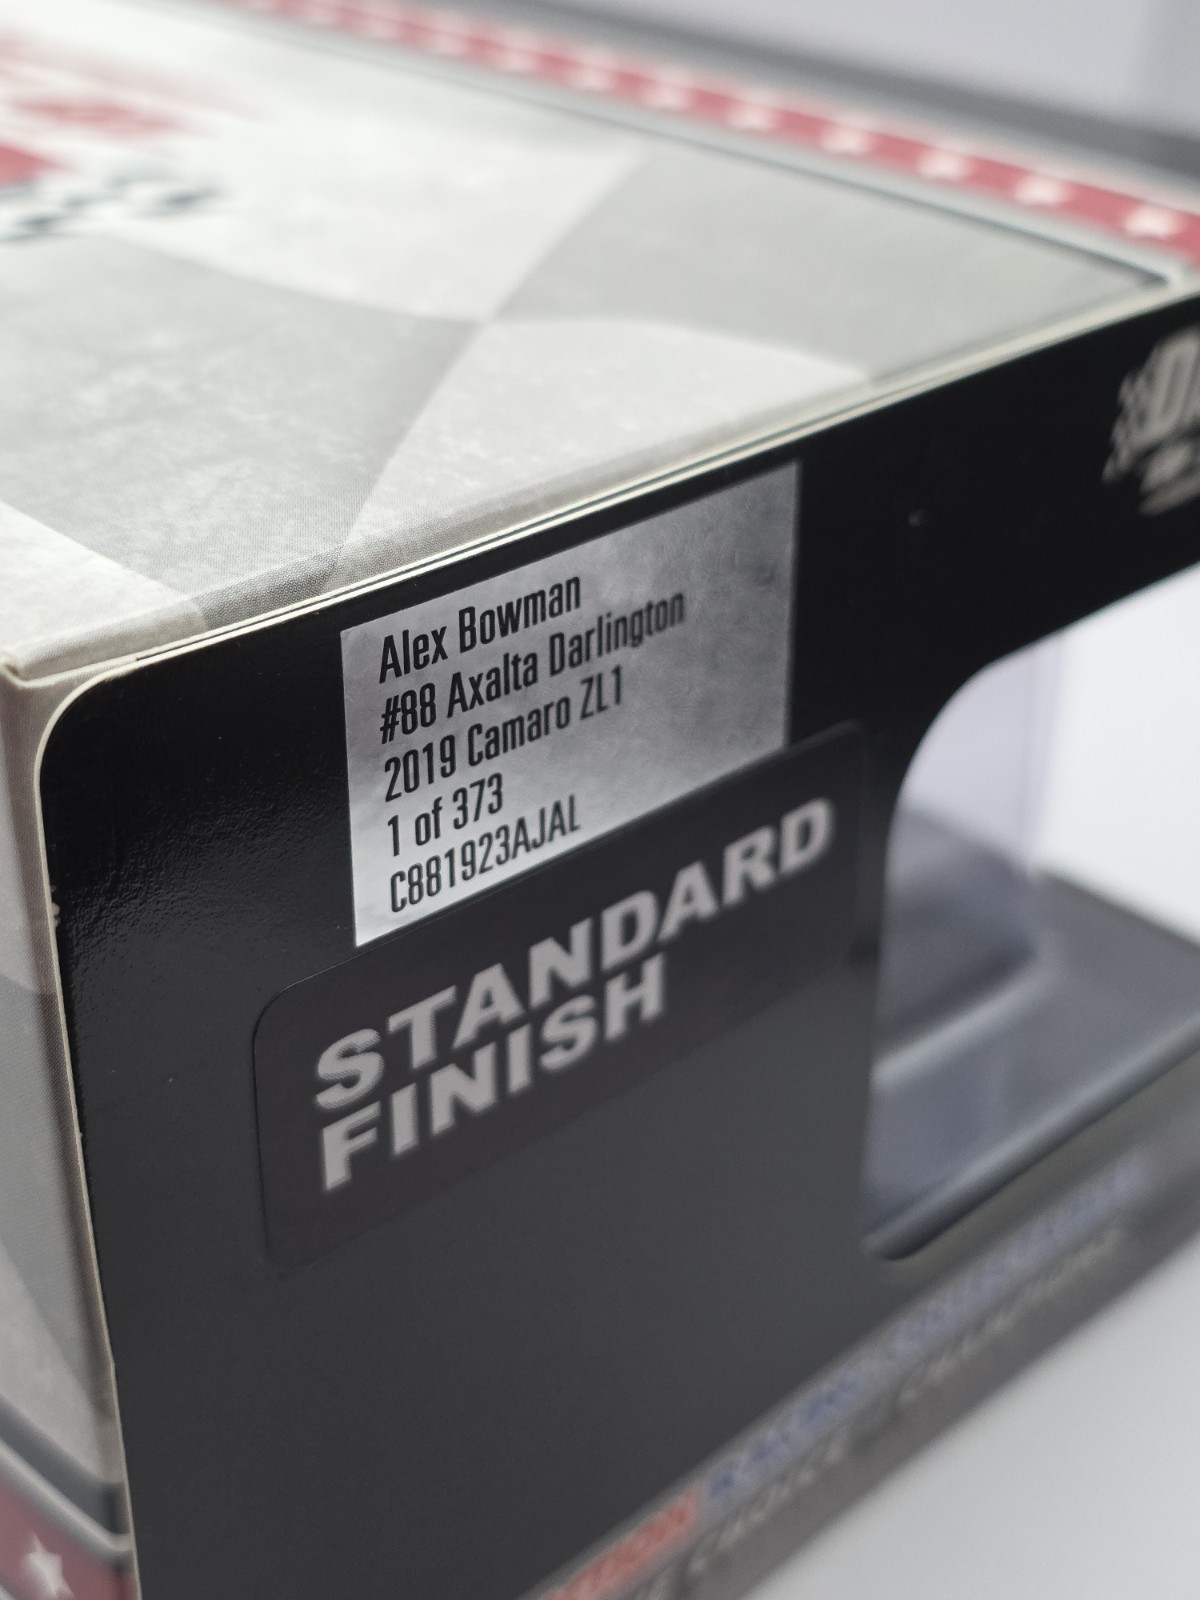 Alex Bowman
#88 Axalta Darlington
2019 Camaro ZL1
1 of 373
C881923AJAL
STANDARD
FINISH